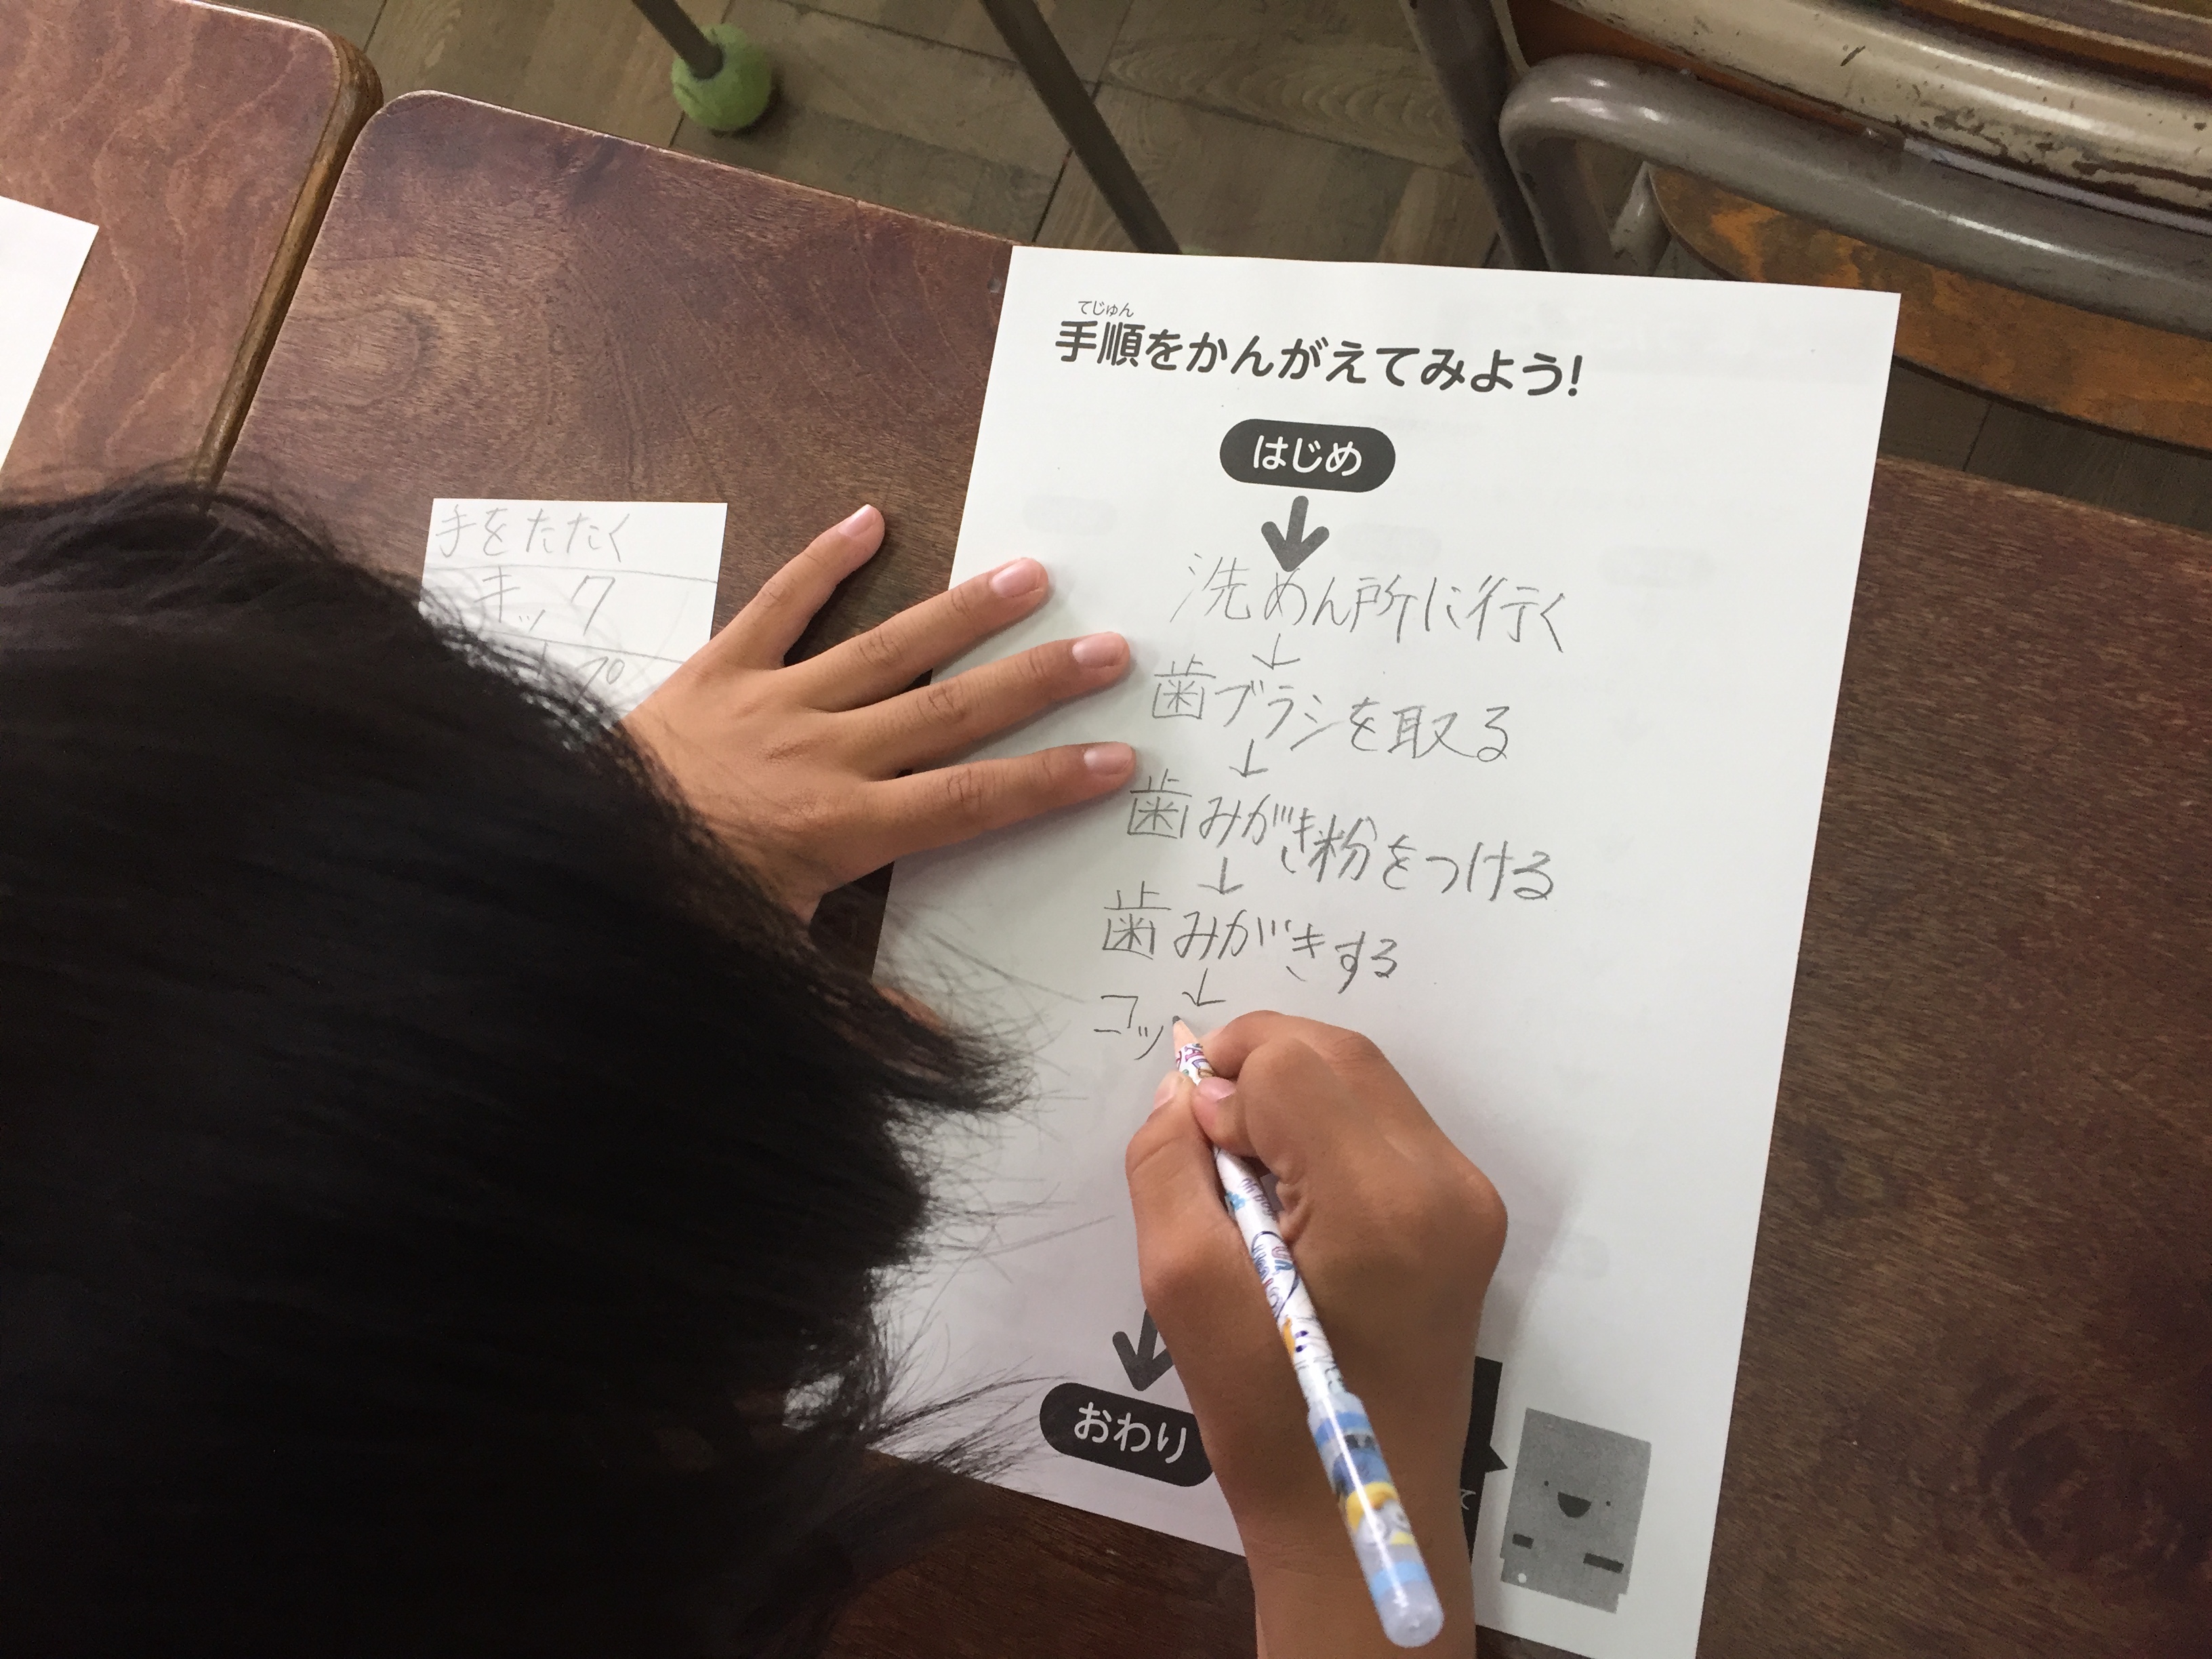 てじゅん
手順をかんがえてみよう!
はじめ
洗めん所に行く
↓
歯ブラシを取る
↓
歯みがき粉をつける
↓
歯みがきする
↓
コッ
おわり
て
手をたたく
キック
プ